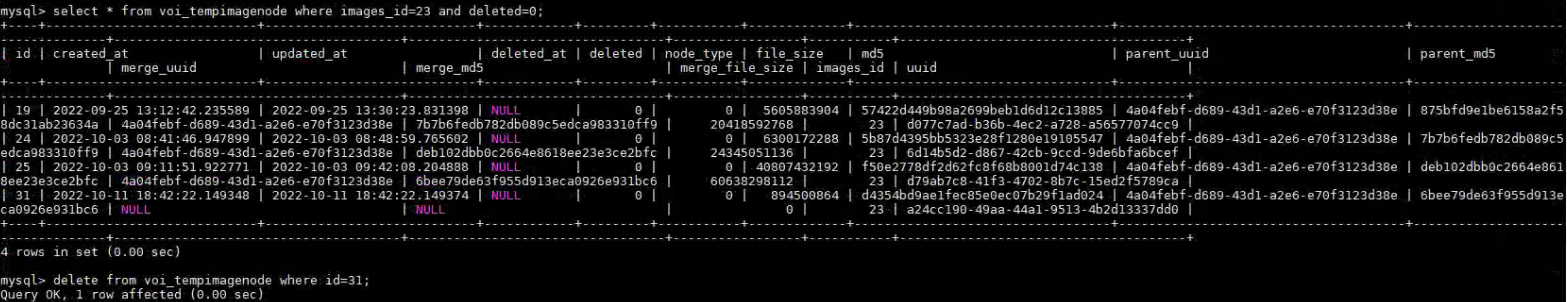 mysql> select * from voi_tempimagenode where images_id=23 and deleted=0;
| id | created_at | updated_at | deleted_at | deleted | node_type | file_size | md5 | parent_uuid | parent_md5
| merge_uuid | merge_md5 | merge_file_size | images_id | uuid |
| 19 | 2022-09-25 13:12:42.235589 | 2022-09-25 13:30:23.831398 | NULL | 0 | 0 | 5605883904 | 57422d449b98a2699beb1d6d12c13885 | 4a04febf-d689-43d1-a2e6-e70f3123d38e | 875bfd9e1be6158a2f5
8dc31ab23634a | 4a04febf-d689-43d1-a2e6-e70f3123d38e | 7b7b6fedb782db089c5edca983310ff9 | 20418592768 | 23 | d077c7ad-b36b-4ec2-a728-a56577074cc9 |
| 24 | 2022-10-03 08:41:46.947899 | 2022-10-03 08:48:59.765602 | NULL | 0 | 0 | 6300172288 | 5b87d4395bb5323e28f1280e19105547 | 4a04febf-d689-43d1-a2e6-e70f3123d38e | 7b7b6fedb782db089c5
edca983310ff9 | 4a04febf-d689-43d1-a2e6-e70f3123d38e | deb102dbb0c2664e8618ee23e3ce2bfc | 24345051136 | 23 | 6d14b5d2-d867-42cb-9ccd-9de6bfa6bcef |
| 25 | 2022-10-03 09:11:51.922771 | 2022-10-03 09:42:08.204888 | NULL | 0 | 0 | 40807432192 | f50e2778df2d62fc8f68b8001d74c138 | 4a04febf-d689-43d1-a2e6-e70f3123d38e | deb102dbb0c2664e861
8ee23e3ce2bfc | 4a04febf-d689-43d1-a2e6-e70f3123d38e | 6bee79de63f955d913eca0926e931bc6 | 60638298112 | 23 | d79ab7c8-41f3-4702-8b7c-15ed2f5789ca |
| 31 | 2022-10-11 18:42:22.149348 | 2022-10-11 18:42:22.149374 | NULL | 0 | 0 | 894500864 | d4354bd9ae1fec85e0ec07b29f1ad024 | 4a04febf-d689-43d1-a2e6-e70f3123d38e | 6bee79de63f955d913e
ca0926e931bc6 | NULL | NULL | 0 | 23 | a24cc190-49aa-44a1-9513-4b2d13337dd0 |
4 rows in set (0.00 sec)
mysql> delete from voi_tempimagenode where id=31;
Query OK, 1 row affected (0.00 sec)